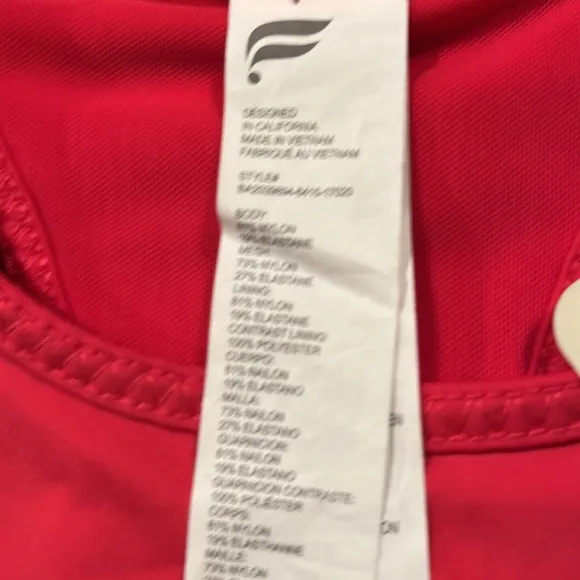 DESIGNED
IN CALIFORNIA
MADE IN VIETNAM
FABRIQUÉ AU VIETNAM
STYLE#
BODY:
81% NYLON
19% ELASTANE
MESH:
73% NYLON
27% ELASTANE
LINING:
81% NYLON
19% ELASTANE
CONTRAST LINING:
100% POLYESTER
CUERPO:
81% NAILON
19% ELASTANO
MALLA:
73% NAILON
27% ELASTANO
GUARNICION:
81% NAILON
19% ELASTANO
GUARNICION CONTRASTE:
100% POLIÉSTER
CORPS:
81% NYLON
19% ÉLASTHANNE
MAILLE: